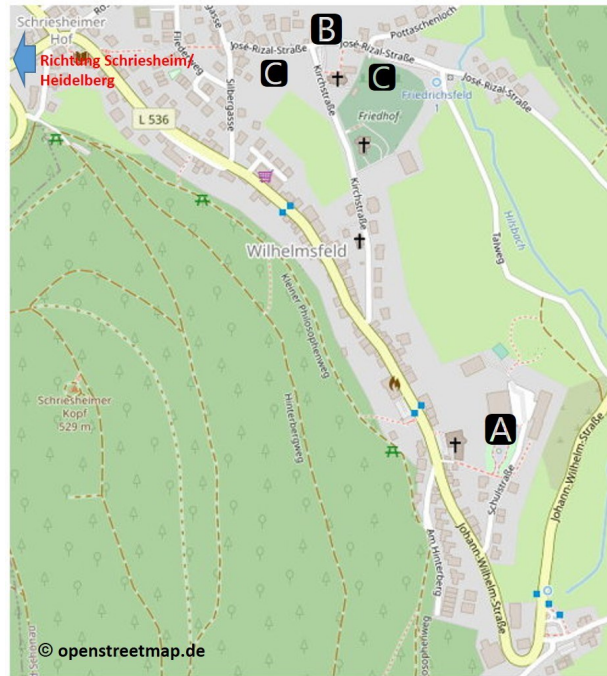 Schriesheimer
Hof
Richtung Schriesheim/
Heidelberg
L 536
Silbergasse
José-Rizal-Straße
B
Pottaschenloch
José-Rizal-Straße
C
C
José-Rizal-Straße
Kirchstraße
Friedrichsfeld
1
Friedhof
Kirchstraße
Hilsbach
Talweg
Wilhelmsfeld
Kleiner Philosophenweg
Hinterbergweg
Schriesheimer
Kopf
529 m
A
Schulstraße
Johann-Wilhelm-Straße
Johann-Wilhelm-Straße
Am Hinterberg
© openstreetmap.de